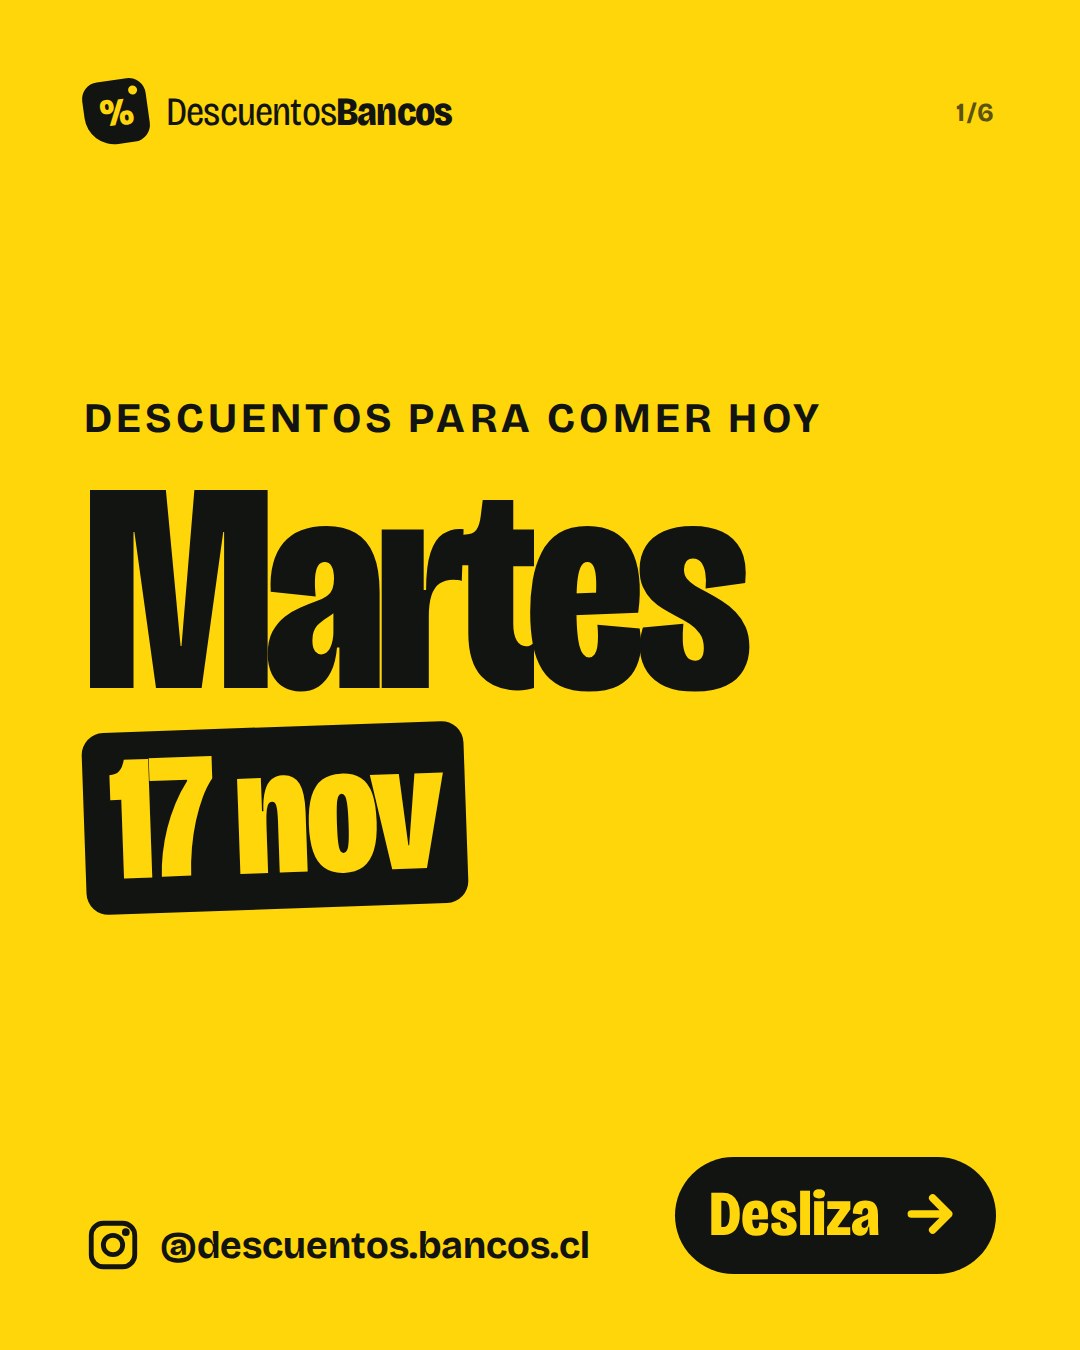 % DescuentosBancos
1/6
DESCUENTOS PARA COMER HOY
Martes
17 nov
@descuentos.bancos.cl
Desliza →